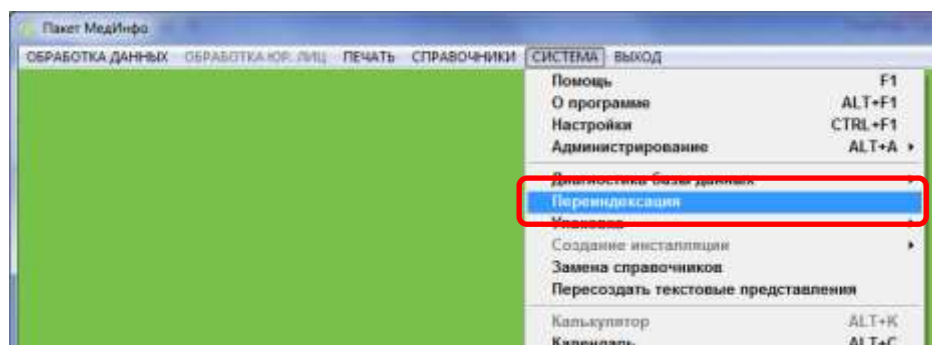 Пакет МедИнфо
ОБРАБОТКА ДАННЫХ ОБРАБОТКА ЮР. ЛИЦ ПЕЧАТЬ СПРАВОЧНИКИ СИСТЕМА ВЫХОД
Помощь F1
О программе ALT+F1
Настройки CTRL+F1
Администрирование ALT+A
Диагностика базы данных
Переиндексация
Упаковка
Создание инсталляции
Замена справочников
Пересоздать текстовые представления
Калькулятор ALT+K
Календарь ALT+C